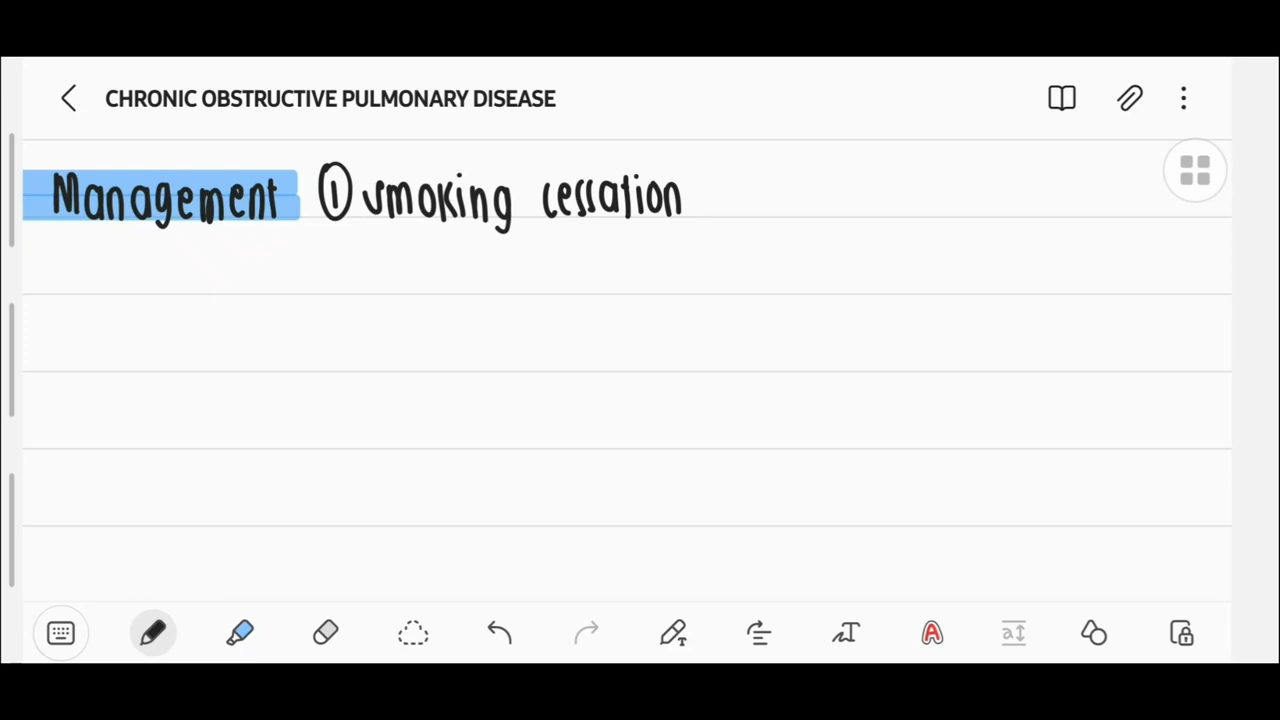 CHRONIC OBSTRUCTIVE PULMONARY DISEASE
Management ① smoking cessation